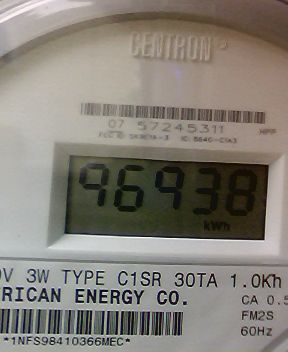 CENTRON®
07 57245311
HPP
96938
kWh
V 3W TYPE C1SR 30TA 1.0Kh
RICAN ENERGY CO.
CA 0.5
FM2S
60Hz
*1NFS98410366MEC*